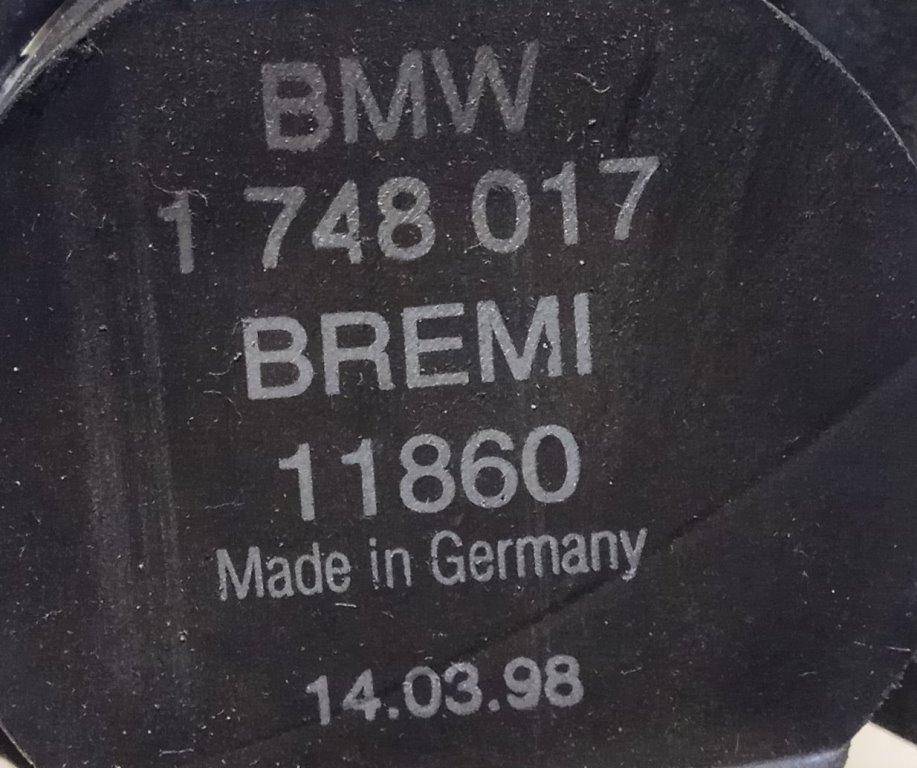 BMW
1 748 017
BREMI
11860
Made in Germany
14.03.98